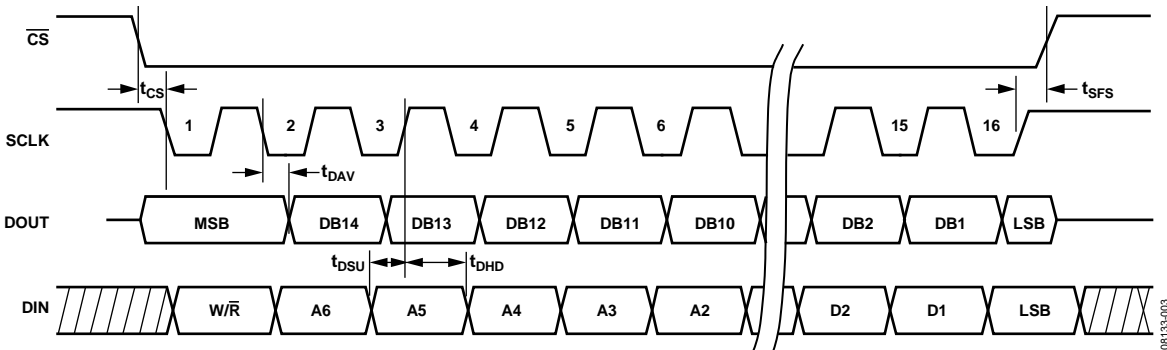 C̅S̅
tCS
tSFS
SCLK
1 2 3 4 5 6 15 16
tDAV
DOUT
MSB DB14 DB13 DB12 DB11 DB10 DB2 DB1 LSB
tDSU tDHD
DIN
W/R̅ A6 A5 A4 A3 A2 D2 D1 LSB
08133-003